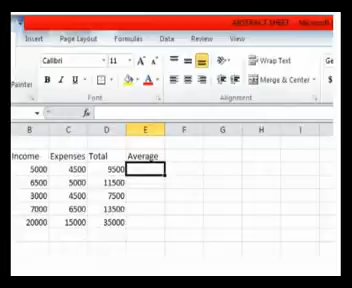 ABSTRACT SHEET - Microsoft
Insert Page Layout Formulas Data Review View
Calibri 11 A A Wrap Text Ge
Painter B I U A Merge & Center $
Font Alignment
fx
B C D E F G H I
Income Expenses Total Average
5000 4500 9500
6500 5000 11500
3000 4500 7500
7000 6500 13500
20000 15000 35000